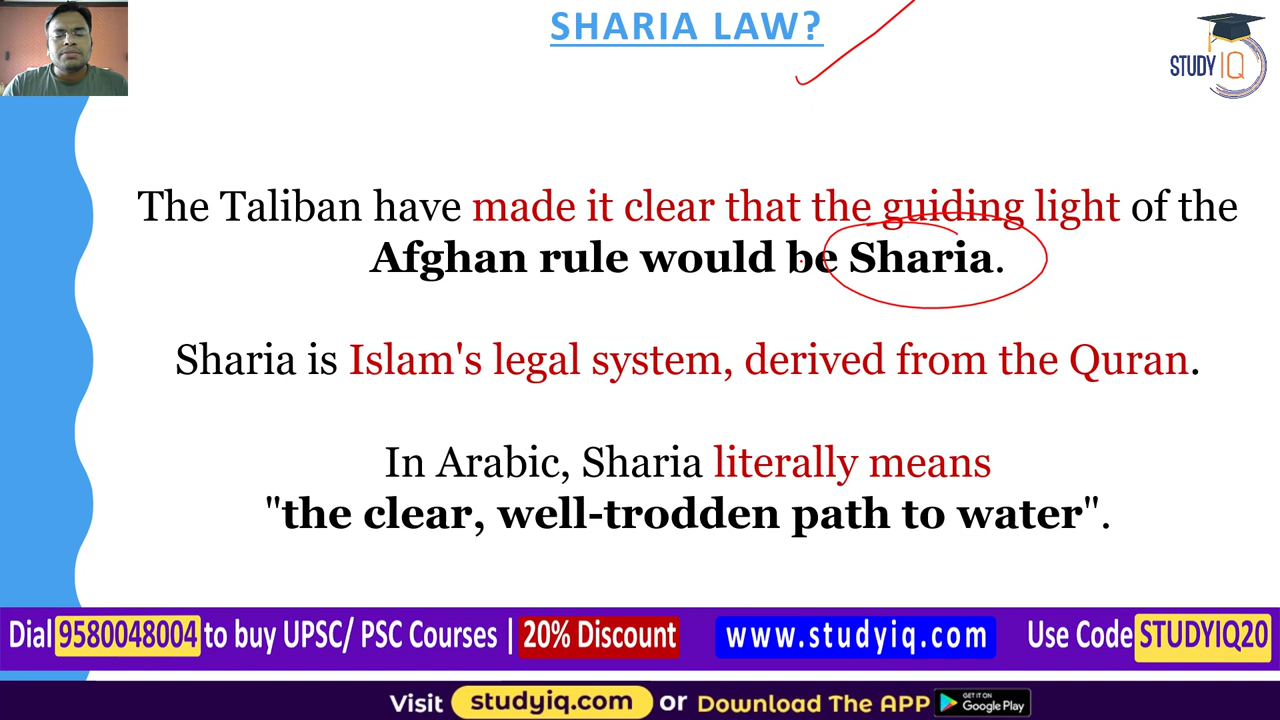 SHARIA LAW?
STUDY IQ
The Taliban have made it clear that the guiding light of the
Afghan rule would be Sharia.
Sharia is Islam's legal system, derived from the Quran.
In Arabic, Sharia literally means
"the clear, well-trodden path to water".
Dial 9580048004 to buy UPSC/ PSC Courses | 20% Discount www.studyiq.com Use Code STUDYIQ20
Visit studyiq.com or Download The APP GET IT ON Google Play